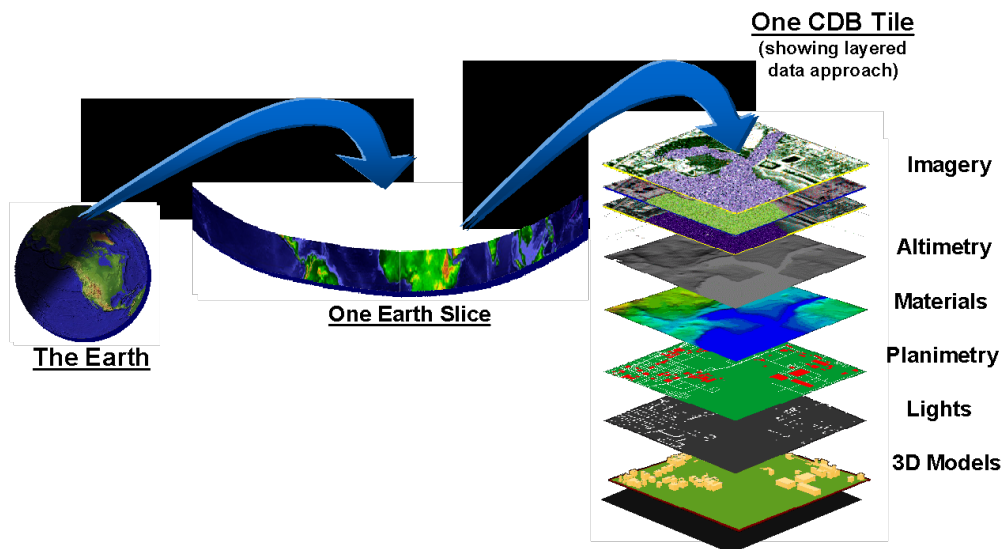 One CDB Tile
(showing layered
data approach)
Imagery
Altimetry
Materials
Planimetry
Lights
3D Models
One Earth Slice
The Earth